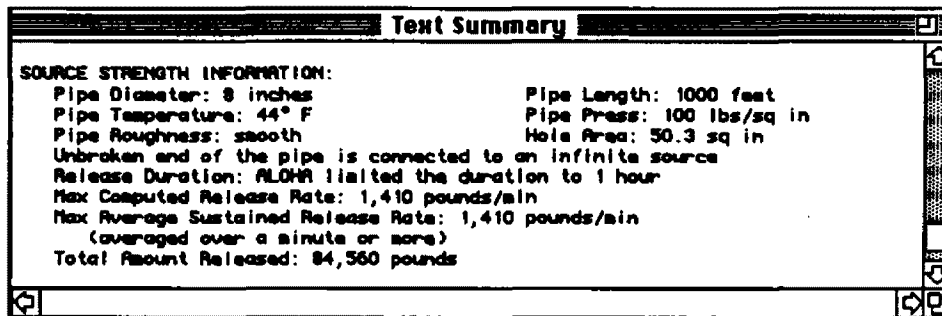 Text Summary
SOURCE STRENGTH INFORMATION:
Pipe Diameter: 8 inches Pipe Length: 1000 feet
Pipe Temperature: 44° F Pipe Press: 100 lbs/sq in
Pipe Roughness: smooth Hole Area: 50.3 sq in
Unbroken end of the pipe is connected to an infinite source
Release Duration: ALOHA limited the duration to 1 hour
Max Computed Release Rate: 1,410 pounds/min
Max Average Sustained Release Rate: 1,410 pounds/min
(averaged over a minute or more)
Total Amount Released: 84,560 pounds